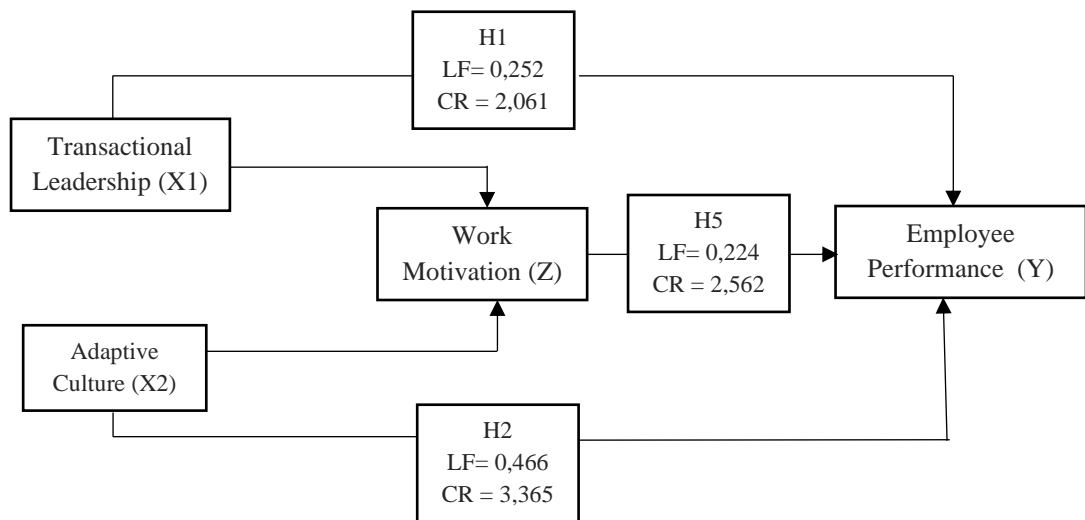 H1
LF= 0,252
CR = 2,061
Transactional
Leadership (X1)
Work
Motivation (Z)
H5
LF= 0,224
CR = 2,562
Employee
Performance (Y)
Adaptive
Culture (X2)
H2
LF= 0,466
CR = 3,365